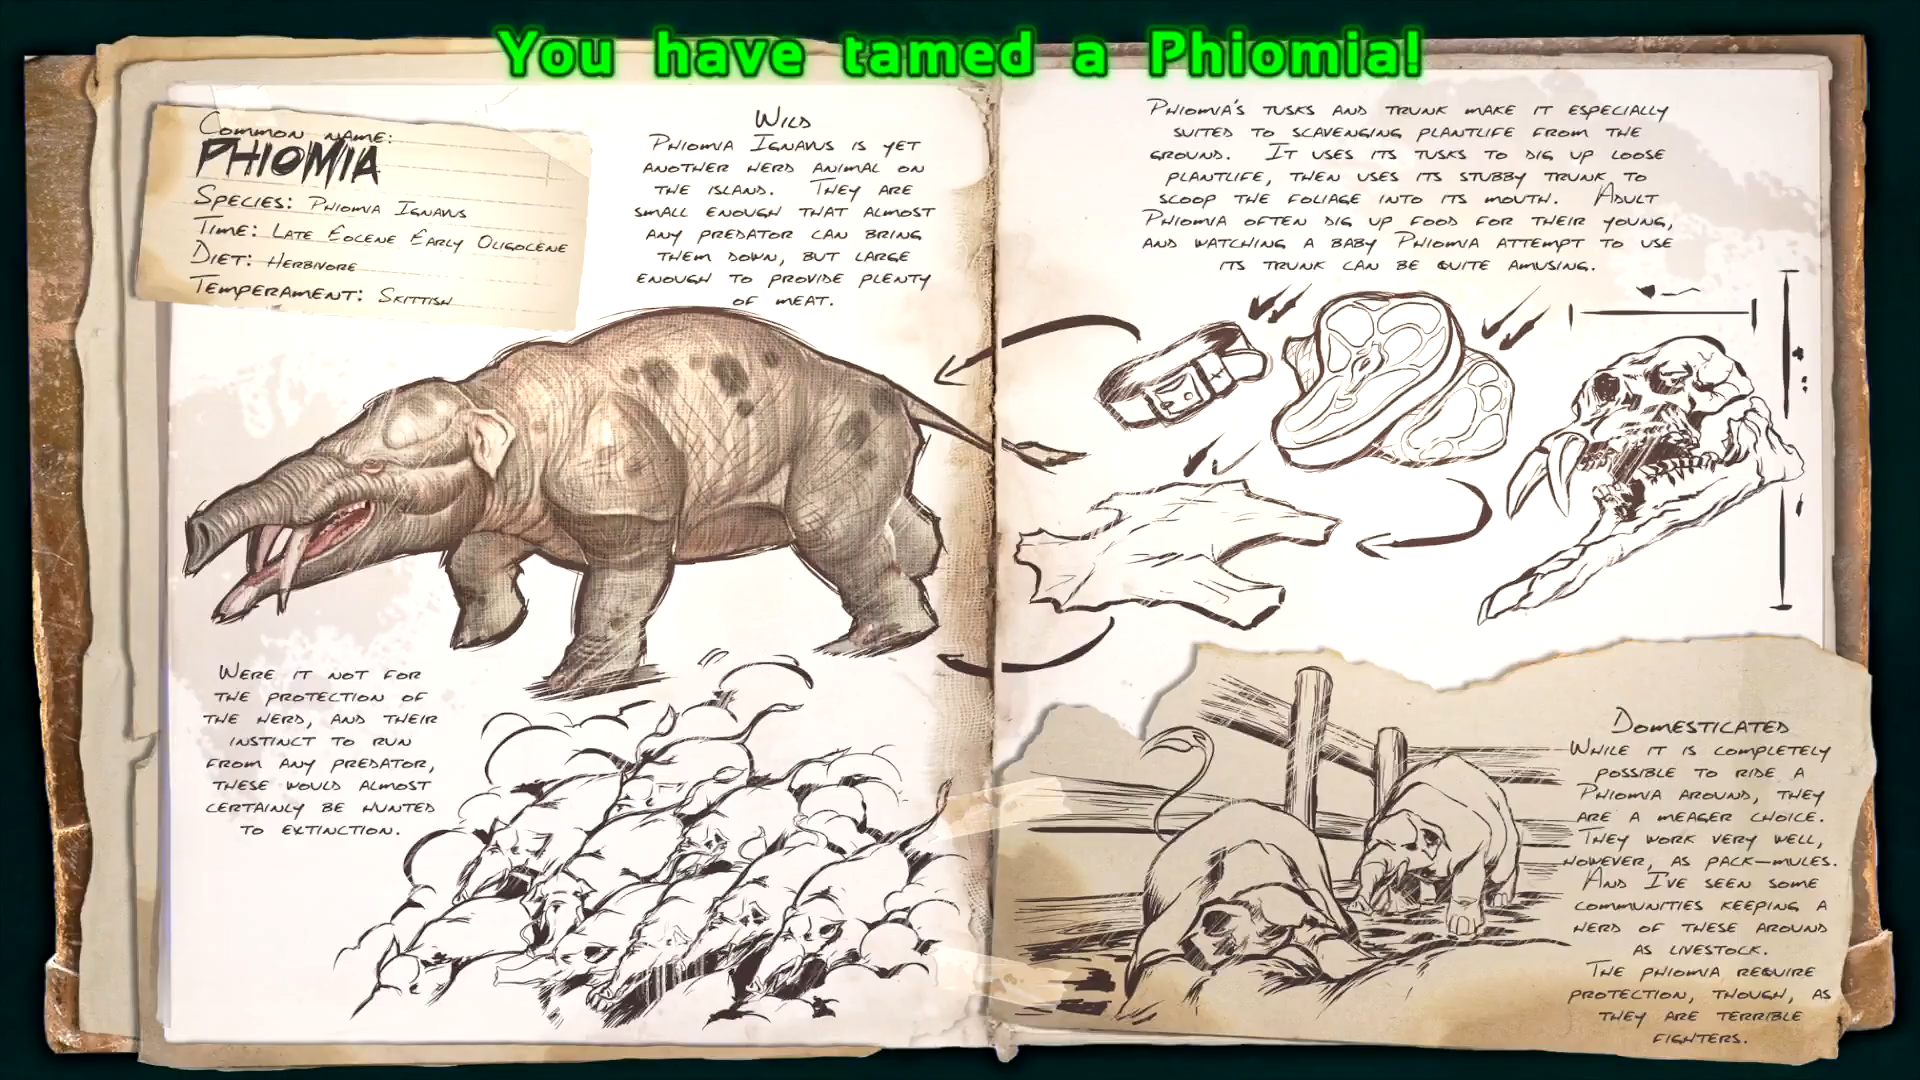 You have tamed a Phiomia!
Common name:
PHIOMIA
Species: Phiomia Ignavus
Time: Late Eocene Early Oligocene
Diet: Herbivore
Temperament: Skittish
Wild
Phiomia Ignavus is yet
another herd animal on
the island. They are
small enough that almost
any predator can bring
them down, but large
enough to provide plenty
of meat.
Were it not for
the protection of
the herd, and their
instinct to run
from any predator,
these would almost
certainly be hunted
to extinction.
Phiomia's tusks and trunk make it especially
suited to scavenging plantlife from the
ground. It uses its tusks to dig up loose
plantlife, then uses its stubby trunk to
scoop the foliage into its mouth. Adult
Phiomia often dig up food for their young,
and watching a baby Phiomia attempt to use
its trunk can be quite amusing.
Domesticated
While it is completely
possible to ride a
Phiomia around, they
are a meager choice.
They work very well,
however, as pack-mules.
And I've seen some
communities keeping a
herd of these around
as livestock.
The phiomia require
protection, though, as
they are terrible
fighters.